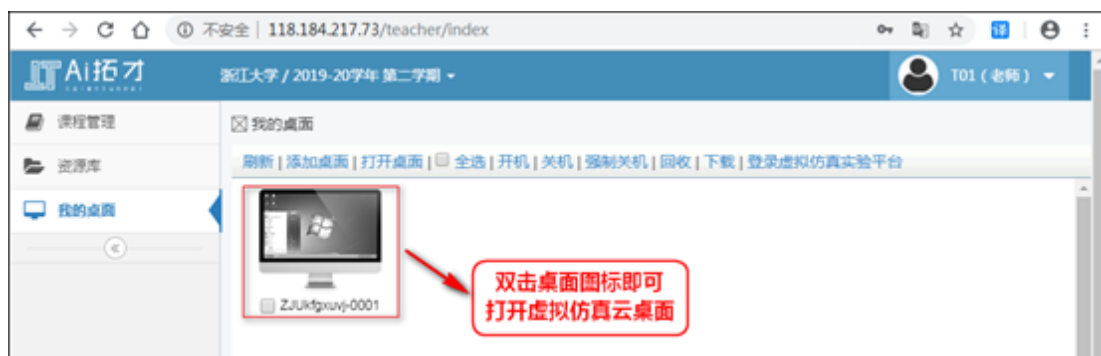 不安全 | 118.184.217.73/teacher/index
译
Ai拓才
浙江大学 / 2019-20学年 第二学期
T01（老师）
课程管理
资源库
我的桌面
我的桌面
刷新 | 添加桌面 | 打开桌面 | 全选 | 开机 | 关机 | 强制关机 | 回收 | 下载 | 登录虚拟仿真实验平台
双击桌面图标即可
打开虚拟仿真云桌面